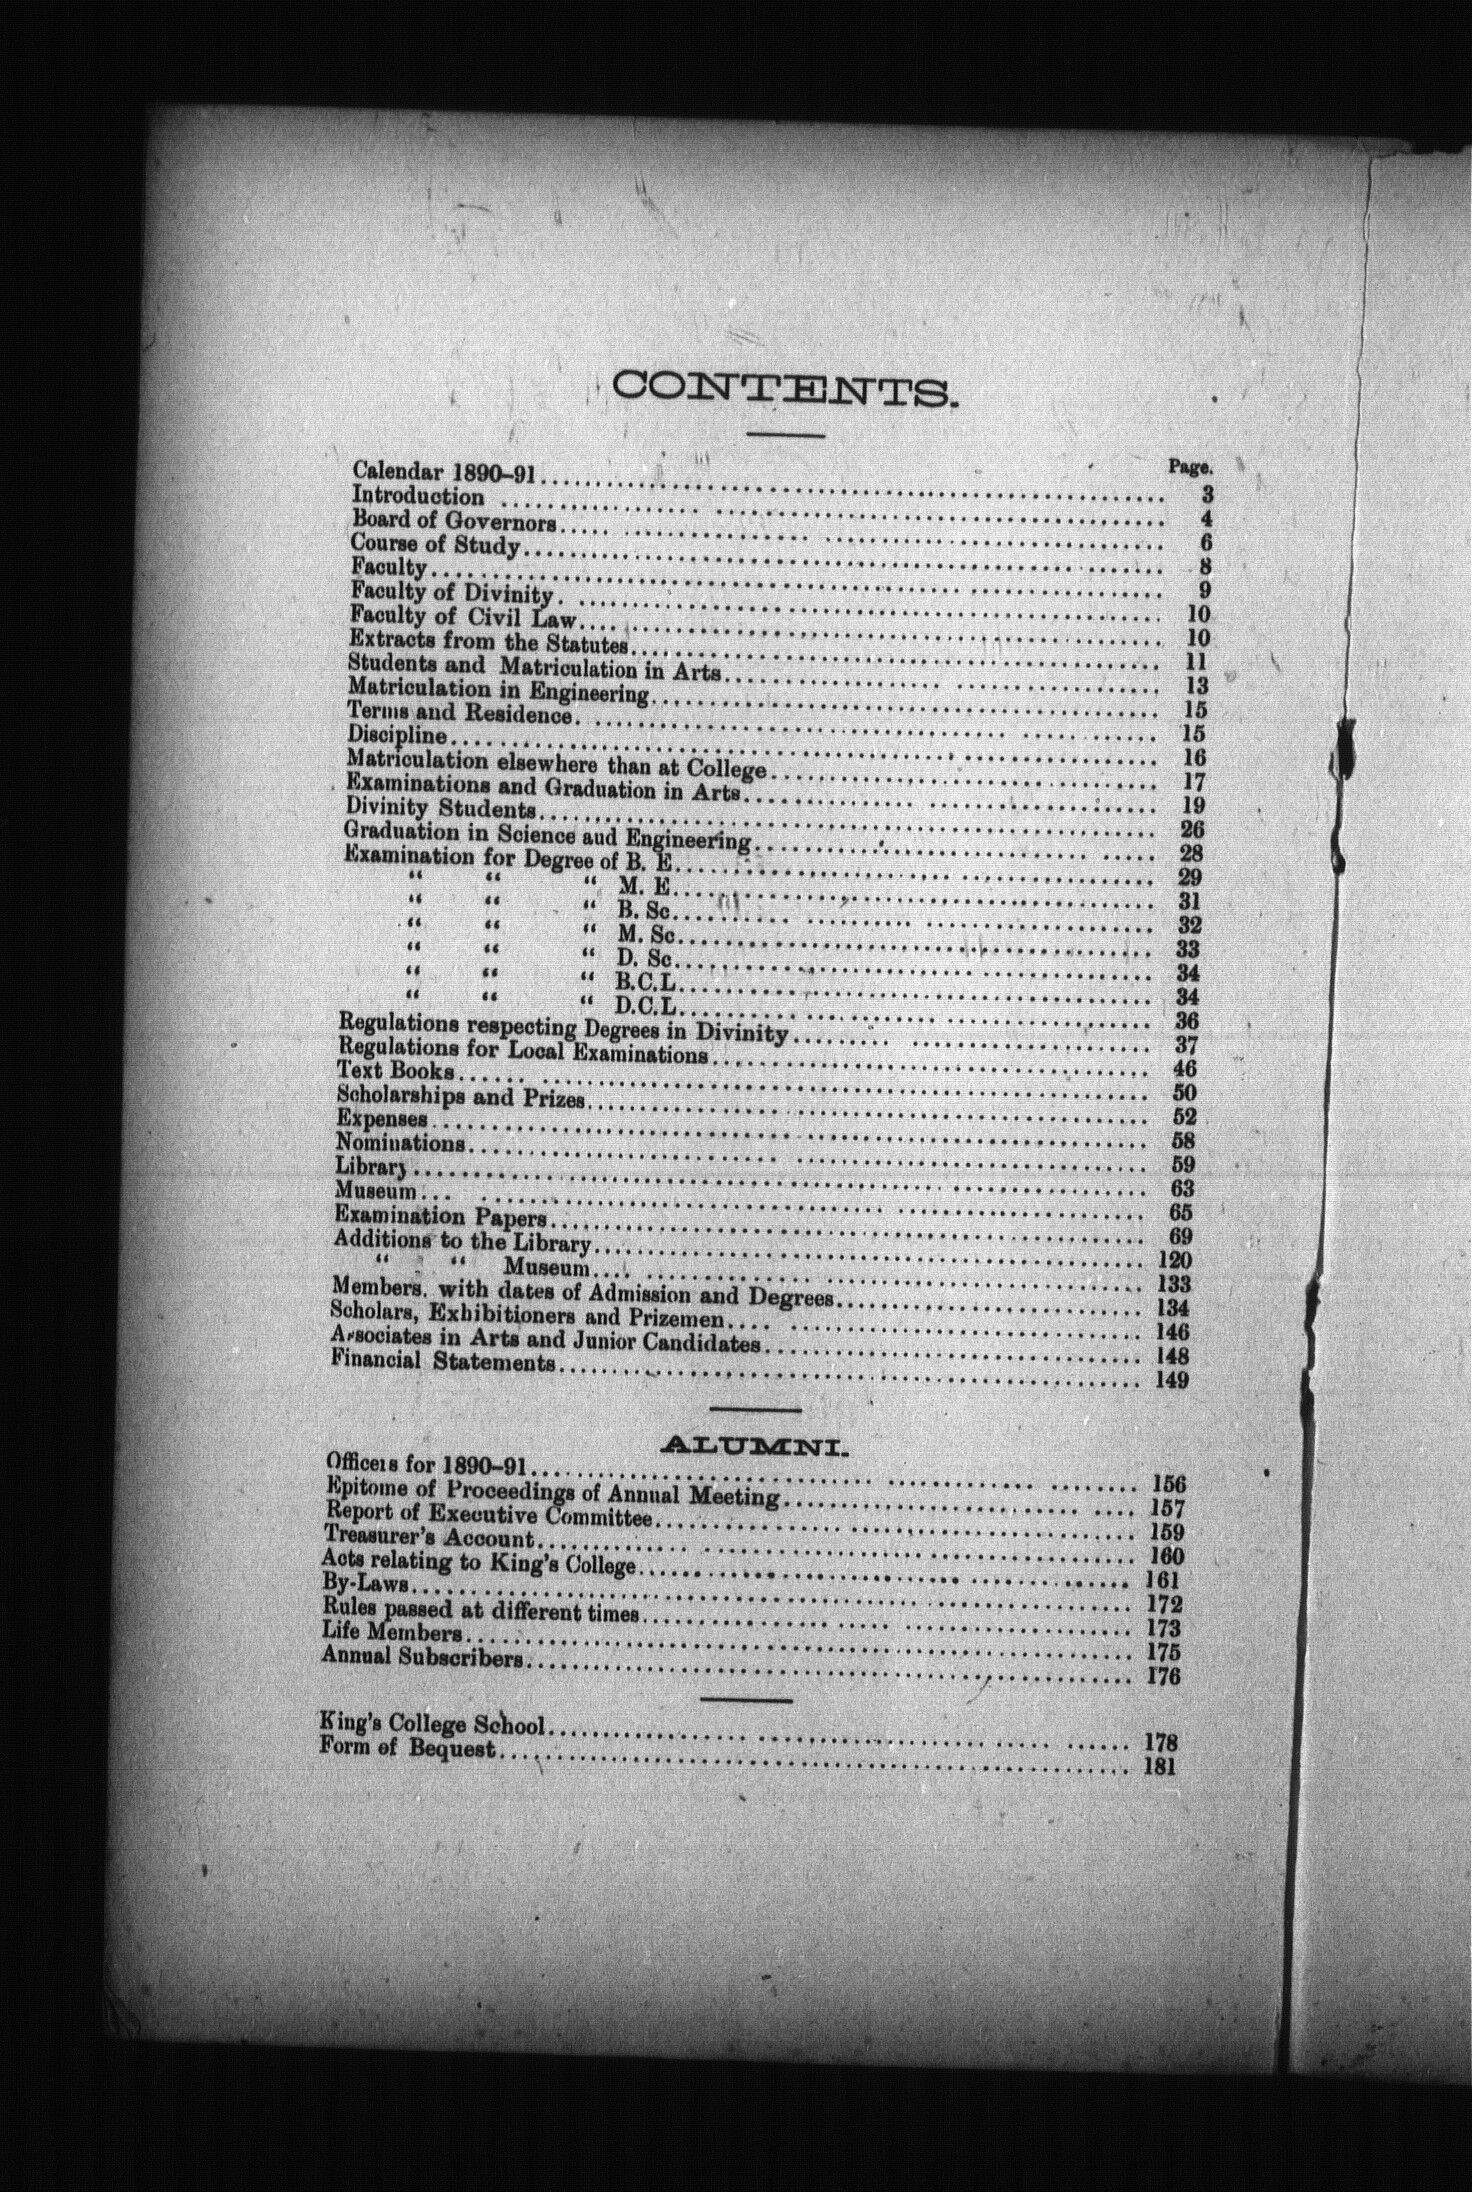 CONTENTS.
Page.
Calendar 1890-91........ 3
Introduction ........ 4
Board of Governors........ 6
Course of Study........ 8
Faculty........ 9
Faculty of Divinity........ 10
Faculty of Civil Law........ 10
Extracts from the Statutes........ 11
Students and Matriculation in Arts........ 13
Matriculation in Engineering........ 15
Terms and Residence........ 15
Discipline........ 16
Matriculation elsewhere than at College........ 17
Examinations and Graduation in Arts........ 19
Divinity Students........ 26
Graduation in Science aud Engineering........ 28
Examination for Degree of B. E........ 29
“ “ “ M. E........ 31
“ “ “ B. Sc........ 32
“ “ “ M. Sc........ 33
“ “ “ D. Sc........ 34
“ “ “ B.C.L........ 34
“ “ “ D.C.L........ 36
Regulations respecting Degrees in Divinity........ 37
Regulations for Local Examinations........ 46
Text Books........ 50
Scholarships and Prizes........ 52
Expenses........ 58
Nominations........ 59
Library........ 63
Museum........ 65
Examination Papers........ 69
Additions to the Library........ 120
“ “ Museum........ 133
Members. with dates of Admission and Degrees........ 134
Scholars, Exhibitioners and Prizemen........ 146
Associates in Arts and Junior Candidates........ 148
Financial Statements........ 149
ALUMNI.
Officers for 1890-91........ 156
Epitome of Proceedings of Annual Meeting........ 157
Report of Executive Committee........ 159
Treasurer's Account........ 160
Acts relating to King's College........ 161
By-Laws........ 172
Rules passed at different times........ 173
Life Members........ 175
Annual Subscribers........ 176
King's College School........ 178
Form of Bequest........ 181